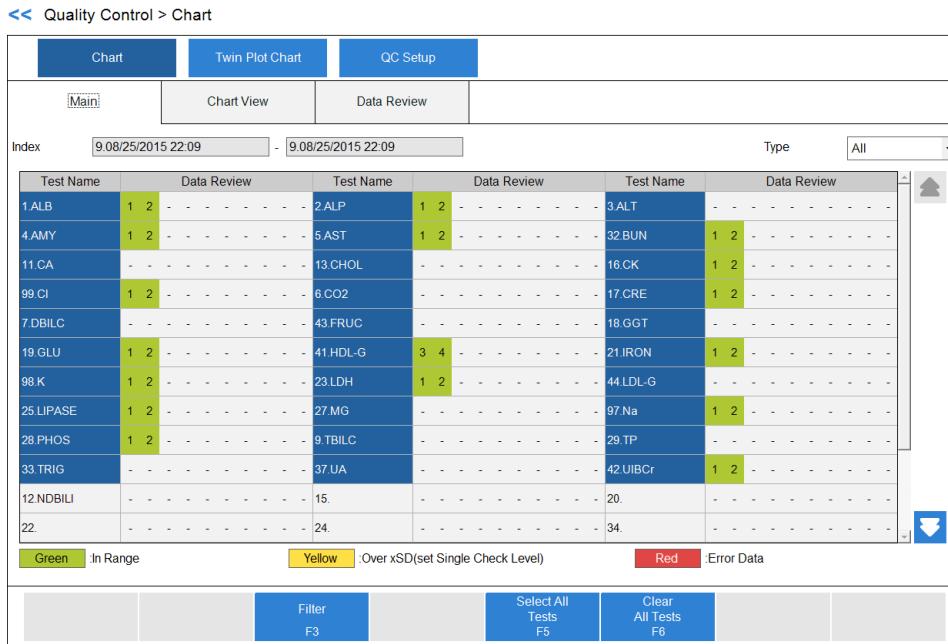 << Quality Control > Chart
Chart Twin Plot Chart QC Setup
Main Chart View Data Review
Index 9.08/25/2015 22:09 - 9.08/25/2015 22:09 Type All
Test Name Data Review Test Name Data Review Test Name Data Review
1.ALB 1 2 - - - - - - - - 2.ALP 1 2 - - - - - - - - 3.ALT - - - - - - - - - -
4.AMY 1 2 - - - - - - - - 5.AST 1 2 - - - - - - - - 32.BUN 1 2 - - - - - - - -
11.CA - - - - - - - - - - 13.CHOL - - - - - - - - - - 16.CK 1 2 - - - - - - - -
99.Cl 1 2 - - - - - - - - 6.CO2 - - - - - - - - - - 17.CRE 1 2 - - - - - - - -
7.DBILC - - - - - - - - - - 43.FRUC - - - - - - - - - - 18.GGT - - - - - - - - - -
19.GLU 1 2 - - - - - - - - 41.HDL-G 3 4 - - - - - - - - 21.IRON 1 2 - - - - - - - -
98.K 1 2 - - - - - - - - 23.LDH 1 2 - - - - - - - - 44.LDL-G - - - - - - - - - -
25.LIPASE 1 2 - - - - - - - - 27.MG - - - - - - - - - - 97.Na 1 2 - - - - - - - -
28.PHOS 1 2 - - - - - - - - 9.TBILC - - - - - - - - - - 29.TP - - - - - - - - - -
33.TRIG - - - - - - - - - - 37.UA - - - - - - - - - - 42.UIBCr 1 2 - - - - - - - -
12.NDBILI - - - - - - - - - - 15. - - - - - - - - - - 20. - - - - - - - - - -
22. - - - - - - - - - - 24. - - - - - - - - - - 34. - - - - - - - - - -
Green :In Range Yellow :Over xSD(set Single Check Level) Red :Error Data
Filter
F3
Select All
Tests
F5
Clear
All Tests
F6